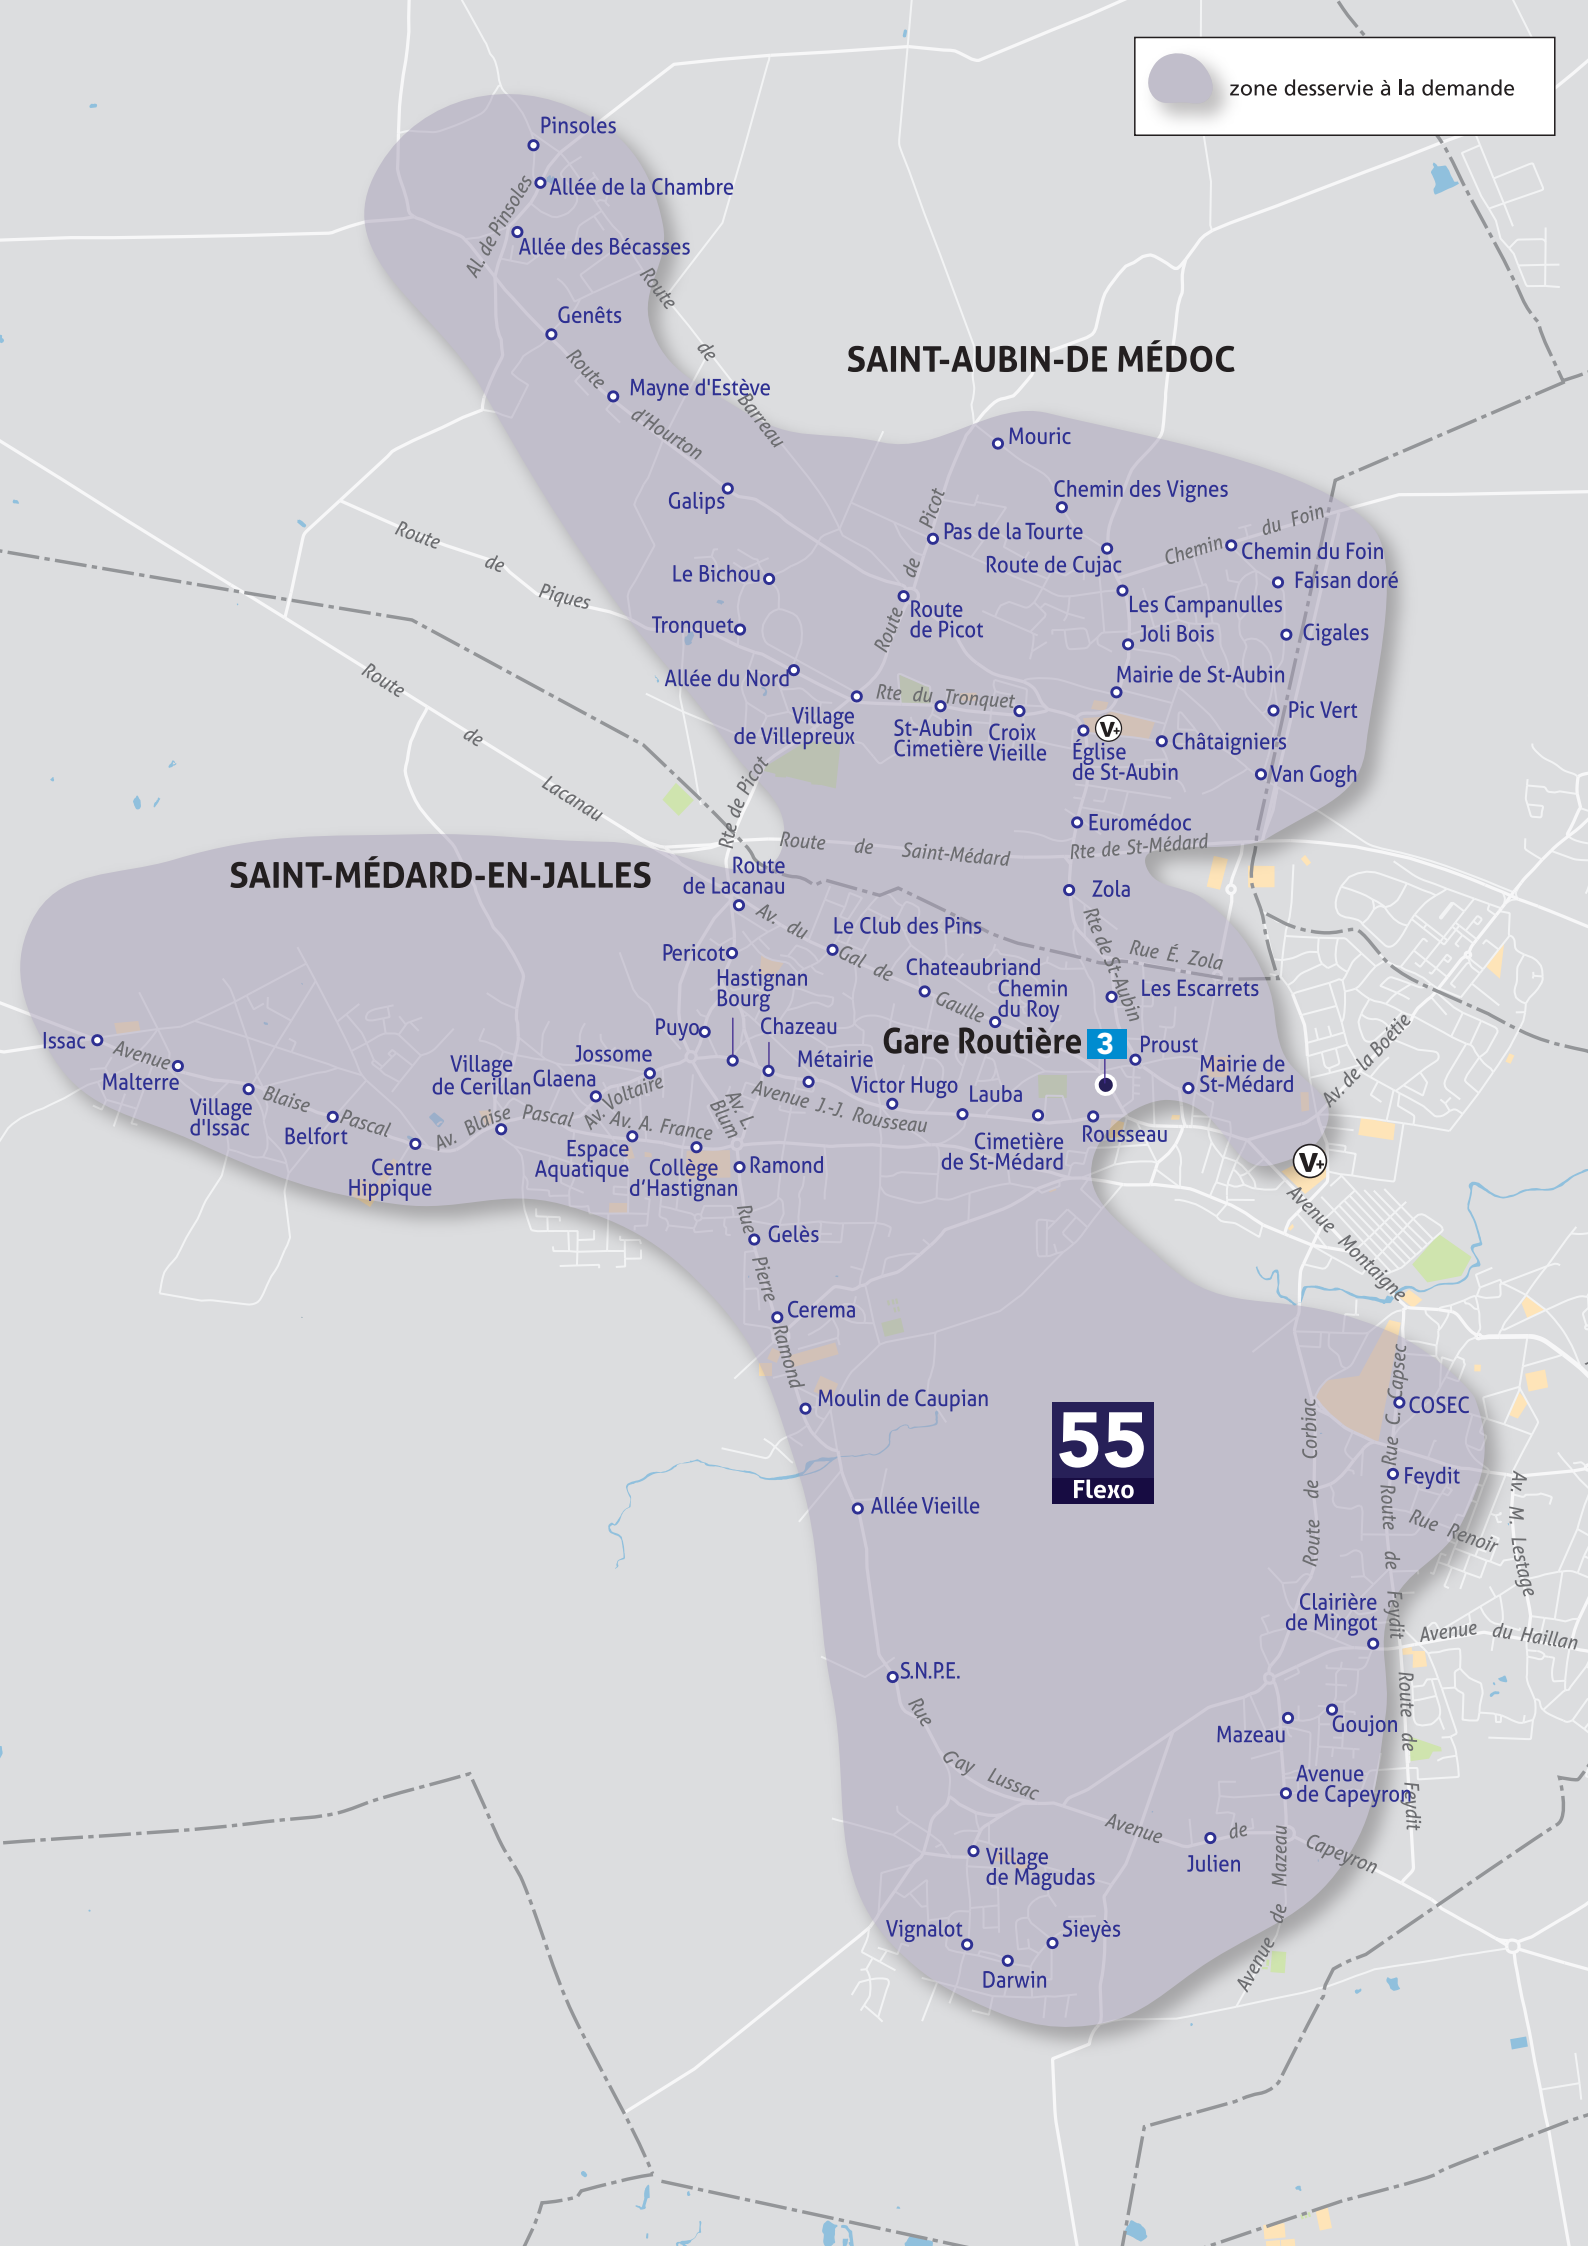 zone desservie à la demande
Pinsoles
Allée de la Chambre
Al. de Pinsoles
Allée des Bécasses
Route de Barreau
Genêts
SAINT-AUBIN-DE MÉDOC
Route d'Hourton
Mayne d'Estève
Mouric
Galips
Chemin des Vignes
Route de Picot
Pas de la Tourte
Route de Cujac
Chemin du Foin
Chemin du Foin
Route de Piques
Le Bichou
Faisan doré
Les Campanulles
Route
de Picot
Tronquet
Joli Bois
Cigales
Allée du Nord
Mairie de St-Aubin
Route de Lacanau
Rte du Tronquet
Village
de Villepreux
St-Aubin
Cimetière
Croix
Vieille
Pic Vert
V+
Église
de St-Aubin
Châtaigniers
Van Gogh
Rte de Picot
Euromédoc
Route de Saint-Médard
Rte de St-Médard
SAINT-MÉDARD-EN-JALLES
Route
de Lacanau
Zola
Av. du Gal de Gaulle
Le Club des Pins
Rte de St-Aubin
Rue É. Zola
Pericot
Hastignan
Bourg
Chateaubriand
Chemin
du Roy
Les Escarrets
Puyo
Chazeau
Gare Routière 3
Proust
Issac
Avenue Blaise Pascal
Malterre
Village
de Cerillan
Jossome
Glaena
Métairie
Victor Hugo
Lauba
Mairie de
St-Médard
Av. de la Boétie
Village
d'Issac
Belfort
Av. Blaise Pascal
Av. Voltaire
Av. A. France
Av. L.
Blum
Avenue J.-J. Rousseau
Rousseau
Centre
Hippique
Espace
Aquatique
Collège
d'Hastignan
Ramond
Cimetière
de St-Médard
V+
Avenue Montaigne
Rue Pierre Ramond
Gelès
Cerema
Moulin de Caupian
Rue C. Capsec
COSEC
55
Flexo
Route de Corbiac
Feydit
Allée Vieille
Route de Feydit
Rue Renoir
Av. M. Lestage
Clairière
de Mingot
Avenue du Haillan
S.N.P.E.
Rue Gay Lussac
Route de Feydit
Goujon
Mazeau
Avenue
de Capeyron
Avenue de Capeyron
Julien
Village
de Magudas
Avenue de Mazeau
Vignalot
Sieyès
Darwin